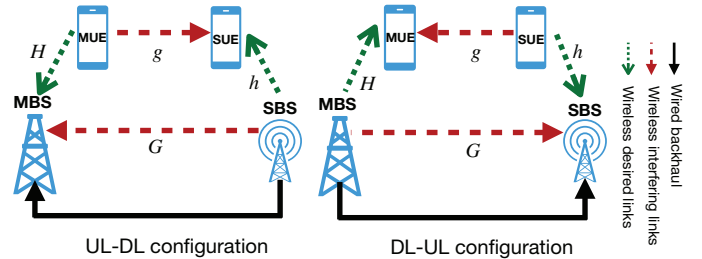 MUE
SUE
H
g
h
MBS
SBS
G
UL-DL configuration
MUE
SUE
H
g
h
MBS
SBS
G
DL-UL configuration
Wireless desired links
Wireless interfering links
Wired backhaul